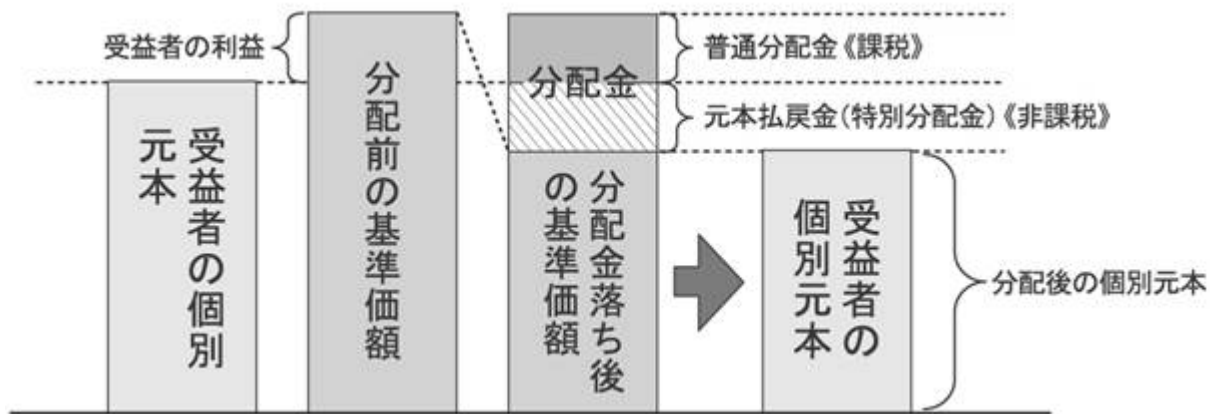 受益者の利益
受益者の個別
元本
分配前の基準価額
分配金
分配金落ち後
の基準価額
普通分配金《課税》
元本払戻金(特別分配金)《非課税》
受益者の
個別元本
分配後の個別元本